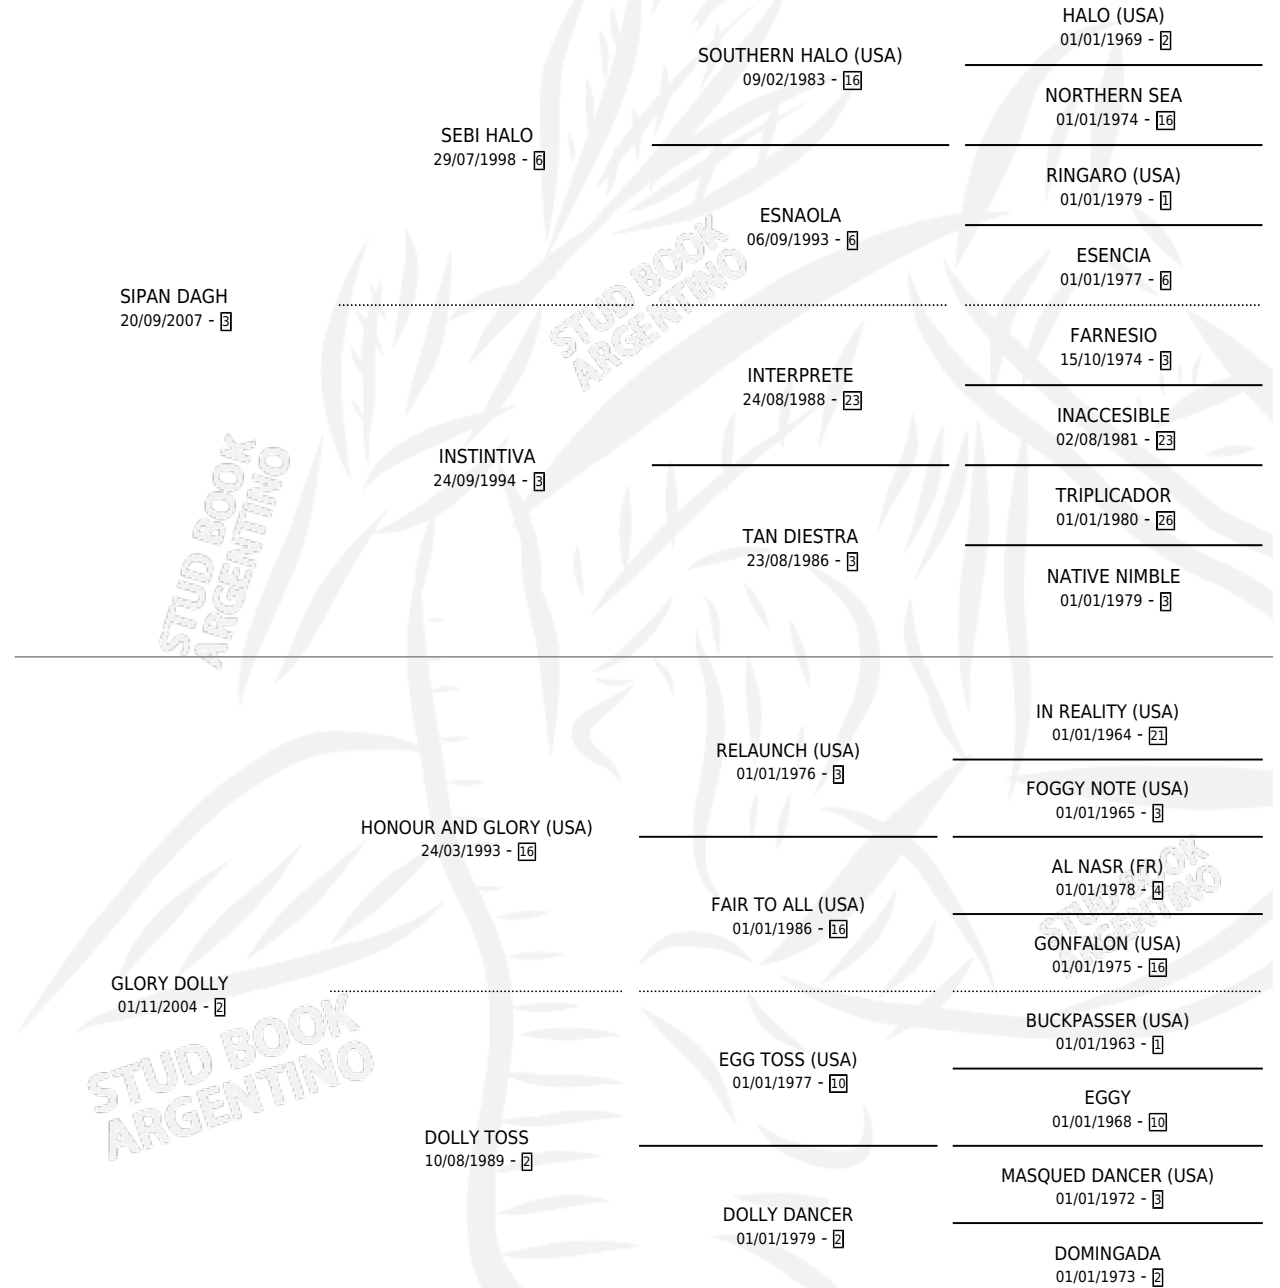 HALO (USA)
01/01/1969 - 2
SOUTHERN HALO (USA)
09/02/1983 - 16
NORTHERN SEA
01/01/1974 - 16
SEBI HALO
29/07/1998 - 6
RINGARO (USA)
01/01/1979 - 1
ESNAOLA
06/09/1993 - 6
ESENCIA
01/01/1977 - 6
SIPAN DAGH
20/09/2007 - 3
STUD BOOK
ARGENTINO
FARNESIO
15/10/1974 - 3
INTERPRETE
24/08/1988 - 23
INACCESIBLE
02/08/1981 - 23
INSTINTIVA
24/09/1994 - 3
TRIPLICADOR
01/01/1980 - 26
TAN DIESTRA
23/08/1986 - 3
NATIVE NIMBLE
01/01/1979 - 3
STUD BOOK
ARGENTINO
IN REALITY (USA)
01/01/1964 - 21
RELAUNCH (USA)
01/01/1976 - 3
FOGGY NOTE (USA)
01/01/1965 - 3
HONOUR AND GLORY (USA)
24/03/1993 - 16
AL NASR (FR)
01/01/1978 - 4
FAIR TO ALL (USA)
01/01/1986 - 16
GONFALON (USA)
01/01/1975 - 16
STUD BOOK
ARGENTINO
GLORY DOLLY
01/11/2004 - 2
STUD BOOK
ARGENTINO
BUCKPASSER (USA)
01/01/1963 - 1
EGG TOSS (USA)
01/01/1977 - 10
EGGY
01/01/1968 - 10
DOLLY TOSS
10/08/1989 - 2
MASQUED DANCER (USA)
01/01/1972 - 3
DOLLY DANCER
01/01/1979 - 2
DOMINGADA
01/01/1973 - 2